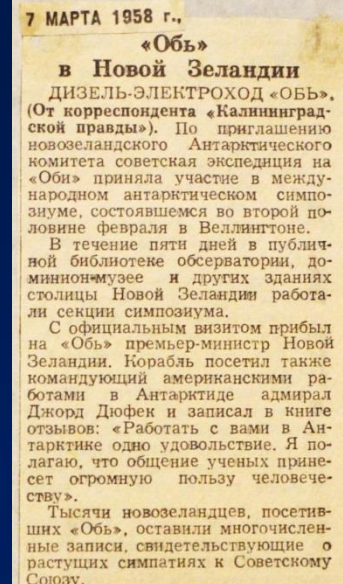 7 МАРТА 1958 г.,
«Обь»
в Новой Зеландии
ДИЗЕЛЬ-ЭЛЕКТРОХОД «ОБЬ».
(От корреспондента «Калининград-
ской правды»). По приглашению
новозеландского Антарктического
комитета советская экспедиция на
«Оби» приняла участие в между-
народном антарктическом симпо-
зиуме, состоявшемся во второй по-
ловине февраля в Веллингтоне.
В течение пяти дней в публич-
ной библиотеке обсерватории, до-
минион-музее и других зданиях
столицы Новой Зеландии работа-
ли секции симпозиума.
С официальным визитом прибыл
на «Обь» премьер-министр Новой
Зеландии. Корабль посетил также
командующий американскими ра-
ботами в Антарктиде адмирал
Джорд Дюфек и записал в книге
отзывов: «Работать с вами в Ан-
тарктике одно удовольствие. Я по-
лагаю, что общение ученых прине-
сет огромную пользу человече-
ству».
Тысячи новозеландцев, посетив-
ших «Обь», оставили многочислен-
ные записи, свидетельствующие о
растущих симпатиях к Советскому
Союзу.